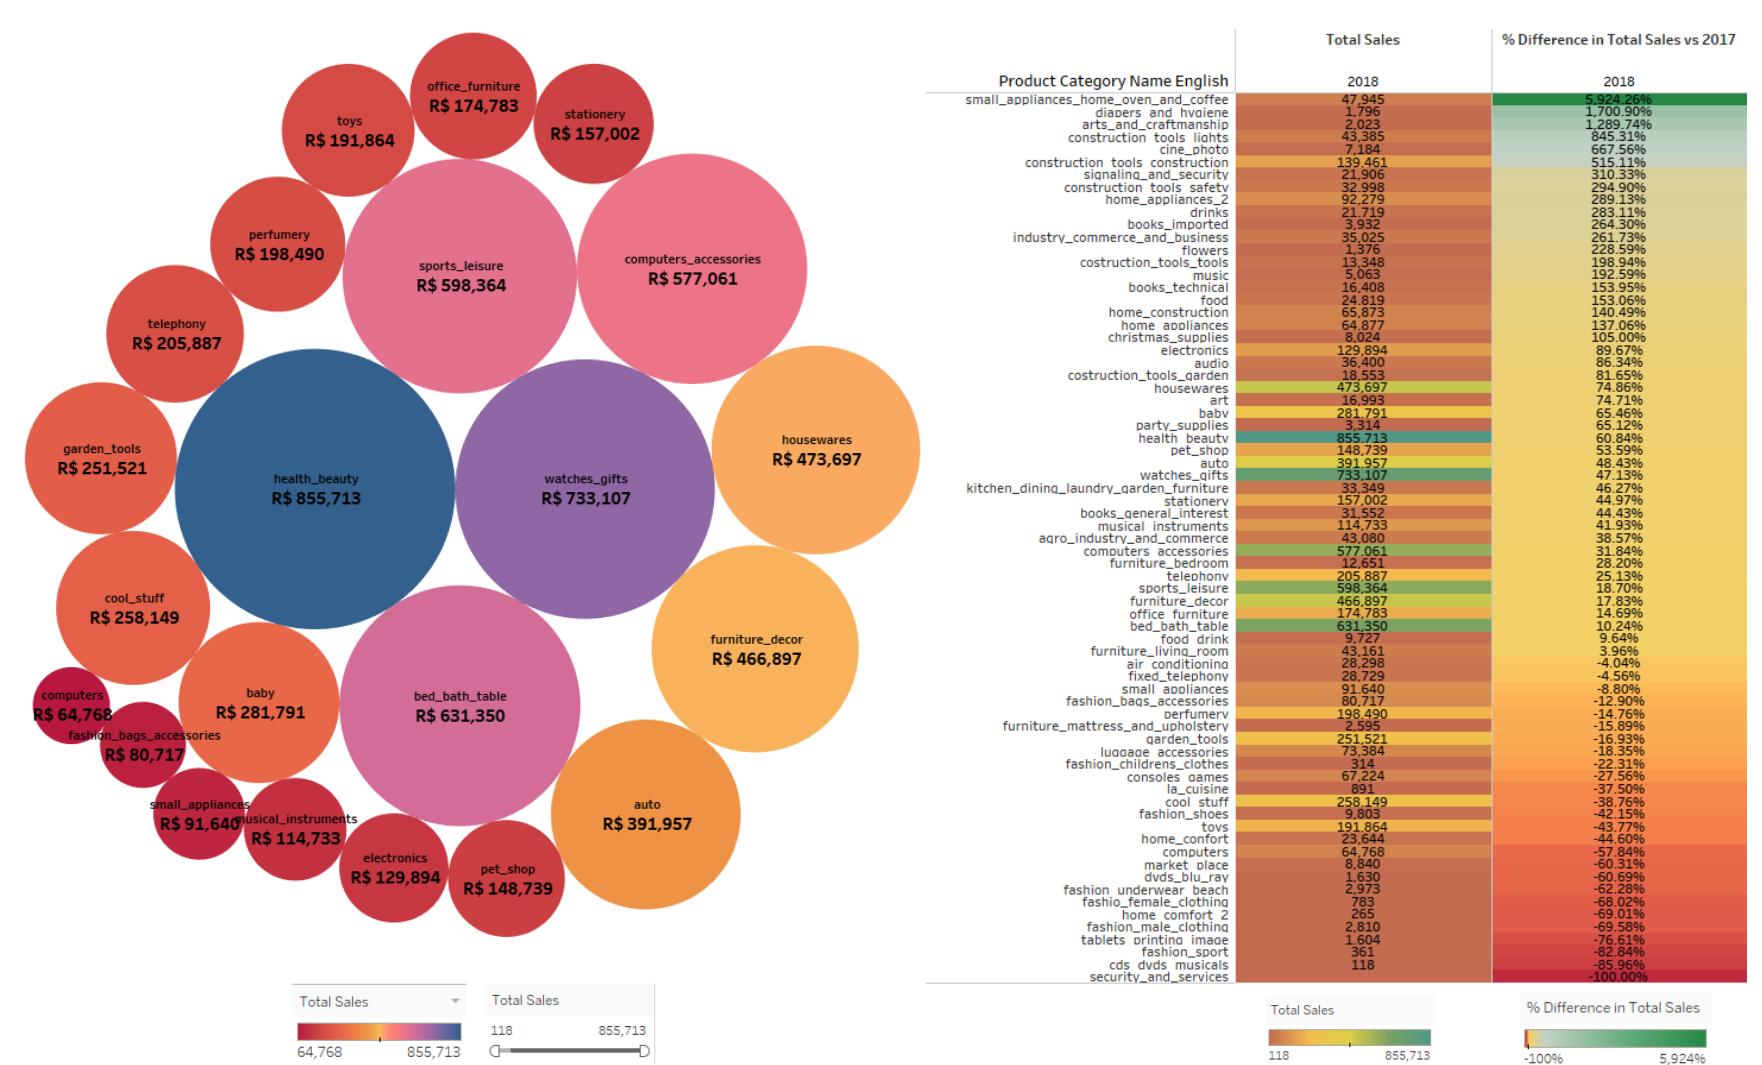 office_furniture
R$ 174,783
stationery
R$ 157,002
toys
R$ 191,864
perfumery
R$ 198,490
sports_leisure
R$ 598,364
computers_accessories
R$ 577,061
telephony
R$ 205,887
garden_tools
R$ 251,521
health_beauty
R$ 855,713
watches_gifts
R$ 733,107
housewares
R$ 473,697
cool_stuff
R$ 258,149
furniture_decor
R$ 466,897
computers
R$ 64,768
baby
R$ 281,791
bed_bath_table
R$ 631,350
fashion_bags_accessories
R$ 80,717
small_appliances
R$ 91,640
musical_instruments
R$ 114,733
auto
R$ 391,957
electronics
R$ 129,894
pet_shop
R$ 148,739
Total Sales
64,768 855,713
Total Sales
118 855,713
Total Sales % Difference in Total Sales vs 2017
Product Category Name English 2018 2018
small_appliances_home_oven_and_coffee 47,945 5,924.26%
diapers_and_hygiene 1,796 1,700.90%
arts_and_craftmanship 2,023 1,289.74%
construction_tools_lights 43,385 845.31%
cine_photo 7,184 667.56%
construction_tools_construction 139,461 515.11%
signaling_and_security 21,906 310.33%
construction_tools_safety 32,998 294.90%
home_appliances_2 92,279 289.13%
drinks 21,719 283.11%
books_imported 3,932 264.30%
industry_commerce_and_business 35,025 261.73%
flowers 1,376 228.59%
costruction_tools_tools 13,348 198.94%
music 5,063 192.59%
books_technical 16,408 153.95%
food 24,819 153.06%
home_construction 65,873 140.49%
home_appliances 64,877 137.06%
christmas_supplies 8,024 105.00%
electronics 129,894 89.67%
audio 36,400 86.34%
costruction_tools_garden 18,553 81.65%
housewares 473,697 74.86%
art 16,993 74.71%
baby 281,791 65.46%
party_supplies 3,314 65.12%
health_beauty 855,713 60.84%
pet_shop 148,739 53.59%
auto 391,957 48.43%
watches_gifts 733,107 47.13%
kitchen_dining_laundry_garden_furniture 33,349 46.27%
stationery 157,002 44.97%
books_general_interest 31,552 44.43%
musical_instruments 114,733 41.93%
agro_industry_and_commerce 43,080 38.57%
computers_accessories 577,061 31.84%
furniture_bedroom 12,651 28.20%
telephony 205,887 25.13%
sports_leisure 598,364 18.70%
furniture_decor 466,897 17.83%
office_furniture 174,783 14.69%
bed_bath_table 631,350 10.24%
food_drink 9,727 9.64%
furniture_living_room 43,161 3.96%
air_conditioning 28,298 -4.04%
fixed_telephony 28,729 -4.56%
small_appliances 91,640 -8.80%
fashion_bags_accessories 80,717 -12.90%
perfumery 198,490 -14.76%
furniture_mattress_and_upholstery 2,595 -15.89%
garden_tools 251,521 -16.93%
luggage_accessories 73,384 -18.35%
fashion_childrens_clothes 314 -22.31%
consoles_games 67,224 -27.56%
la_cuisine 891 -37.50%
cool_stuff 258,149 -38.76%
fashion_shoes 9,803 -42.15%
toys 191,864 -43.77%
home_confort 23,644 -44.60%
computers 64,768 -57.84%
market_place 8,840 -60.31%
dvds_blu_ray 1,630 -60.69%
fashion_underwear_beach 2,973 -62.28%
fashio_female_clothing 783 -68.02%
home_comfort_2 265 -69.01%
fashion_male_clothing 2,810 -69.58%
tablets_printing_image 1,604 -76.61%
fashion_sport 361 -82.84%
cds_dvds_musicals 118 -85.96%
security_and_services -100.00%
Total Sales
118 855,713
% Difference in Total Sales
-100% 5,924%